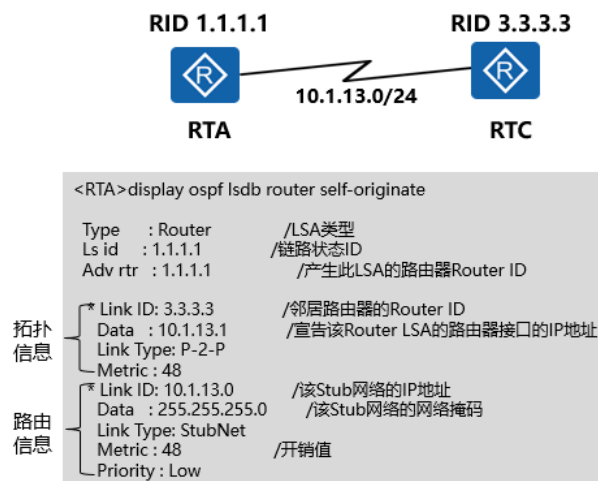 RID 1.1.1.1
RID 3.3.3.3
R
R
10.1.13.0/24
RTA
RTC
<RTA>display ospf lsdb router self-originate
Type : Router /LSA类型
Ls id : 1.1.1.1 /链路状态ID
Adv rtr : 1.1.1.1 /产生此LSA的路由器Router ID
拓扑
信息
* Link ID: 3.3.3.3 /邻居路由器的Router ID
Data : 10.1.13.1 /宣告该Router LSA的路由器接口的IP地址
Link Type: P-2-P
Metric : 48
路由
信息
* Link ID: 10.1.13.0 /该Stub网络的IP地址
Data : 255.255.255.0 /该Stub网络的网络掩码
Link Type: StubNet
Metric : 48 /开销值
Priority : Low